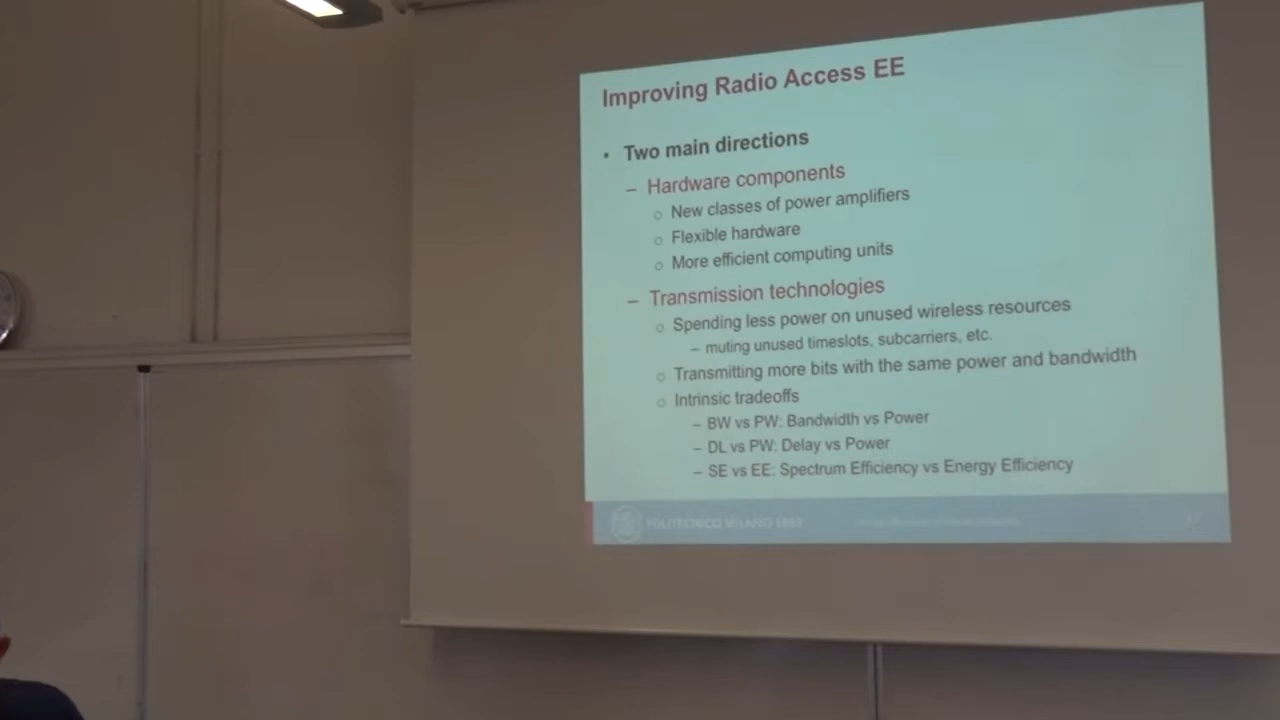 Improving Radio Access EE
• Two main directions
– Hardware components
○ New classes of power amplifiers
○ Flexible hardware
○ More efficient computing units
– Transmission technologies
○ Spending less power on unused wireless resources
– muting unused timeslots, subcarriers, etc.
○ Transmitting more bits with the same power and bandwidth
○ Intrinsic tradeoffs
– BW vs PW: Bandwidth vs Power
– DL vs PW: Delay vs Power
– SE vs EE: Spectrum Efficiency vs Energy Efficiency
POLITECNICO MILANO 1863